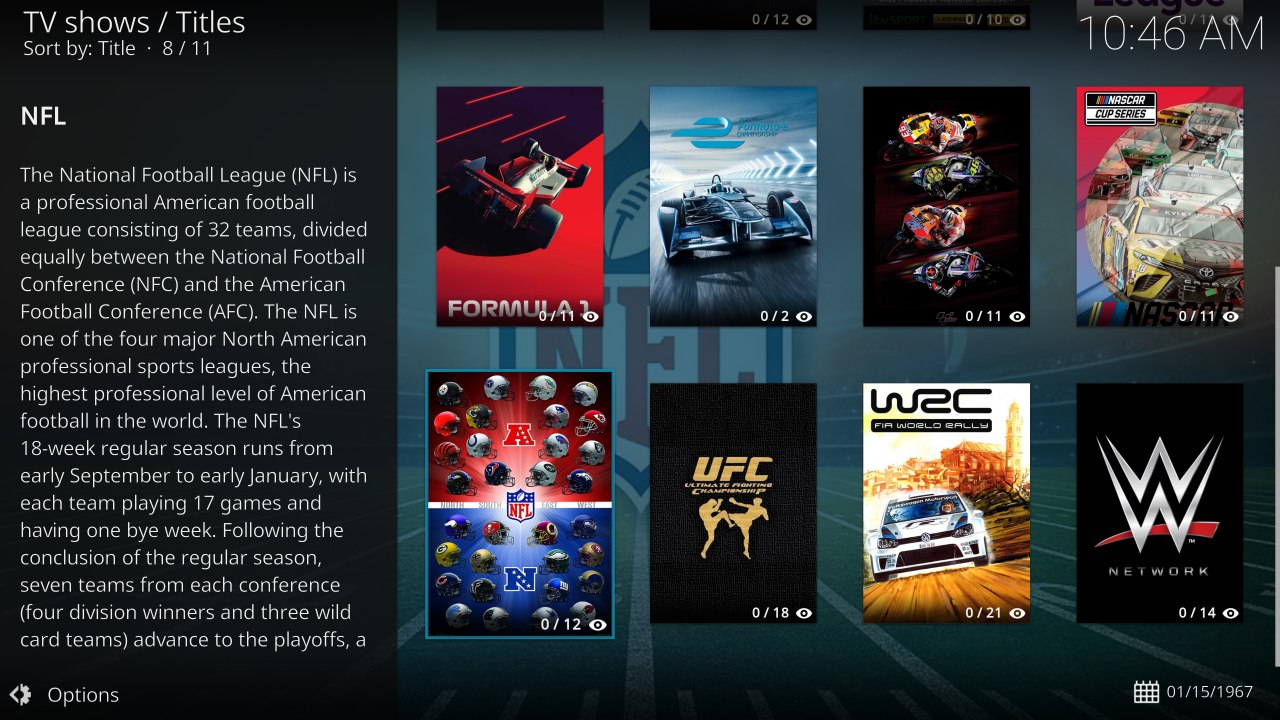 TV shows / Titles
Sort by: Title · 8 / 11
10:46 AM
0 / 12
0 / 10
NFL
The National Football League (NFL) is
a professional American football
league consisting of 32 teams, divided
equally between the National Football
Conference (NFC) and the American
Football Conference (AFC). The NFL is
one of the four major North American
professional sports leagues, the
highest professional level of American
football in the world. The NFL's
18-week regular season runs from
early September to early January, with
each team playing 17 games and
having one bye week. Following the
conclusion of the regular season,
seven teams from each conference
(four division winners and three wild
card teams) advance to the playoffs, a
FORMULA 1
0 / 11
Formula-e
CHAMPIONSHIP
0 / 2
0 / 11
NASCAR
CUP SERIES
NASCAR
0 / 11
A
NORTH SOUTH EAST WEST
NFL
N
0 / 12
UFC
ULTIMATE FIGHTING
CHAMPIONSHIP
0 / 18
WRC
FIA WORLD RALLY
Volkswagen Motorsport
0 / 21
W
NETWORK
0 / 14
Options
01/15/1967